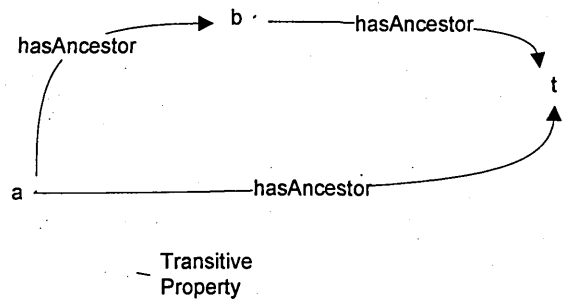 b
hasAncestor
hasAncestor
t
a
hasAncestor
Transitive
Property